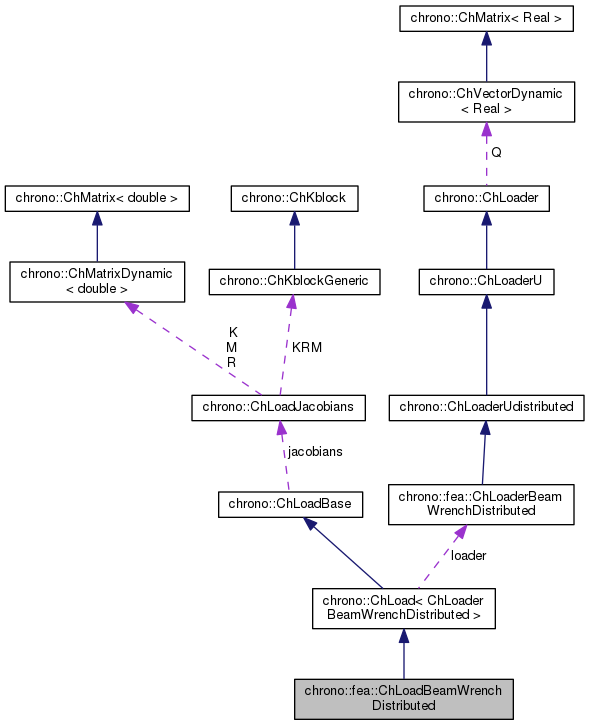 chrono::ChMatrix< Real >
chrono::ChVectorDynamic
< Real >
Q
chrono::ChMatrix< double >
chrono::ChKblock
chrono::ChLoader
chrono::ChMatrixDynamic
< double >
chrono::ChKblockGeneric
chrono::ChLoaderU
K
M
R
KRM
chrono::ChLoadJacobians
chrono::ChLoaderUdistributed
jacobians
chrono::ChLoadBase
chrono::fea::ChLoaderBeam
WrenchDistributed
loader
chrono::ChLoad< ChLoader
BeamWrenchDistributed >
chrono::fea::ChLoadBeamWrench
Distributed